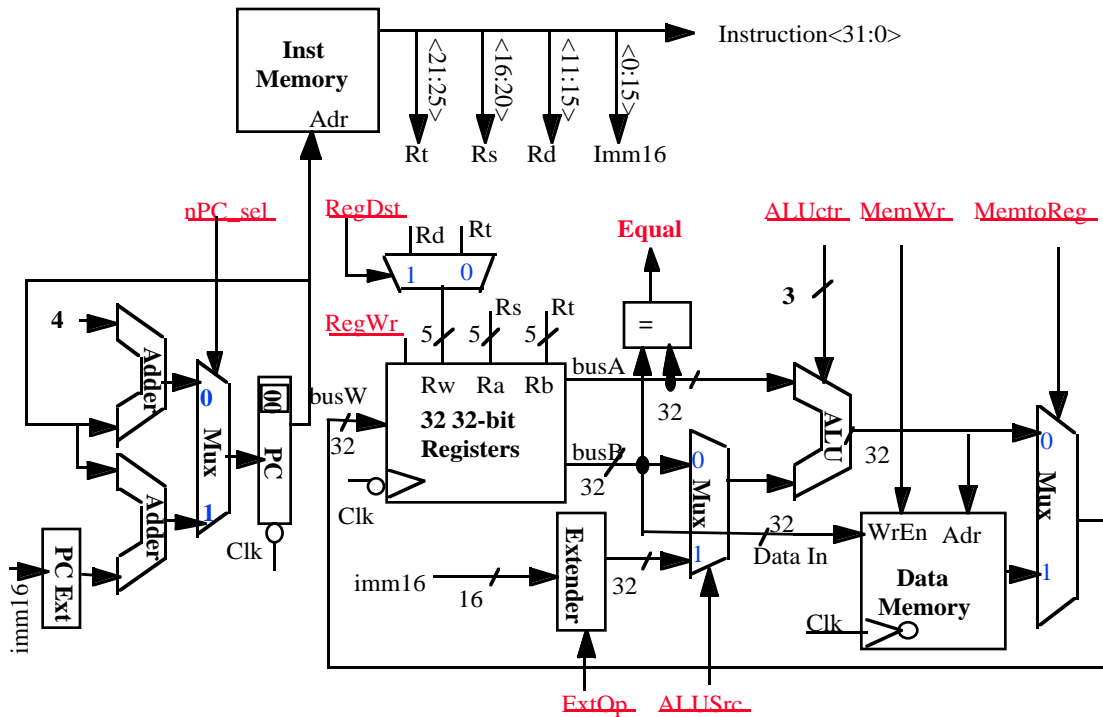 Inst
Memory
Adr
Instruction<31:0>
<21:25>
<16:20>
<11:15>
<0:15>
Rt
Rs
Rd
Imm16
nPC_sel
RegDst
ALUctr
MemWr
MemtoReg
Rd
Rt
Equal
1
0
3
4
Adder
RegWr
5
5
Rs
5
Rt
=
busA
32
Rw
Ra
Rb
32 32-bit
Registers
busW
32
busB
32
Clk
00
PC
Clk
0
Mux
1
Adder
imm16
PC Ext
ALU
32
0
Mux
1
32
Data In
WrEn
Adr
Data
Memory
Clk
0
Mux
1
imm16
16
Extender
32
ExtOp
ALUSrc